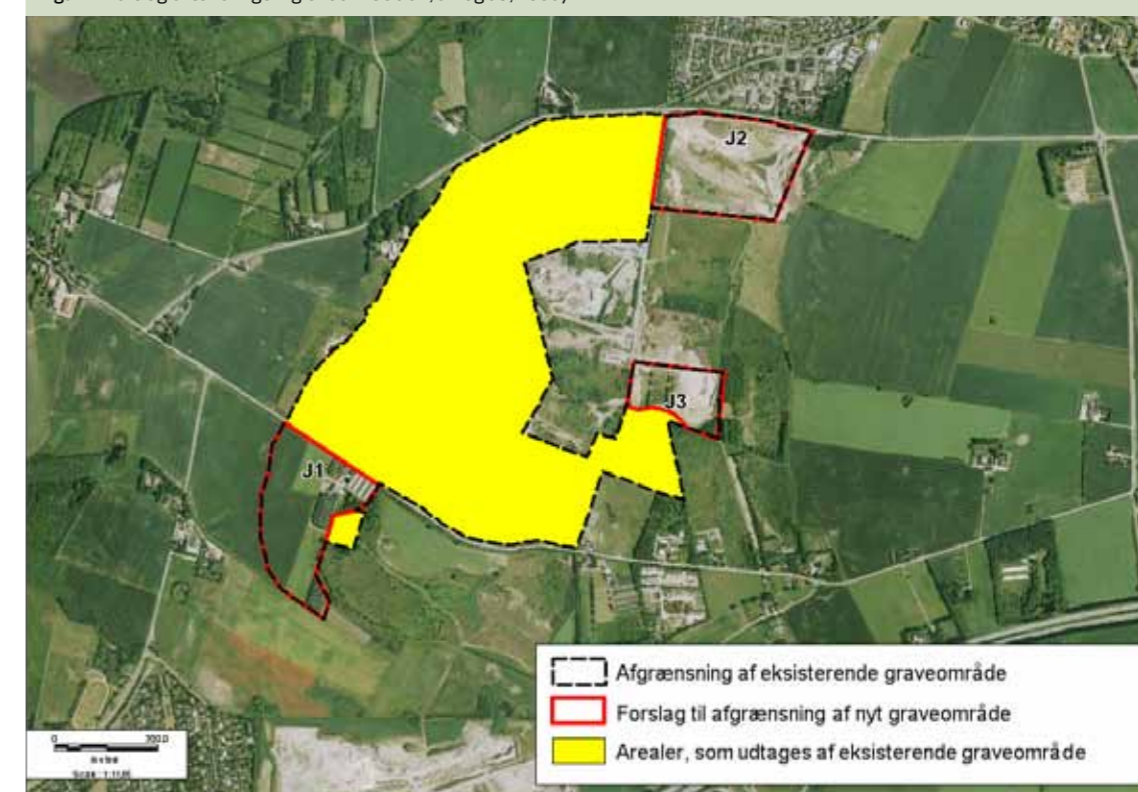 J2
J3
J1
Afgrænsning af eksisterende graveområde
Forslag til afgrænsning af nyt graveområde
Arealer, som udtages af eksisterende graveområde
0